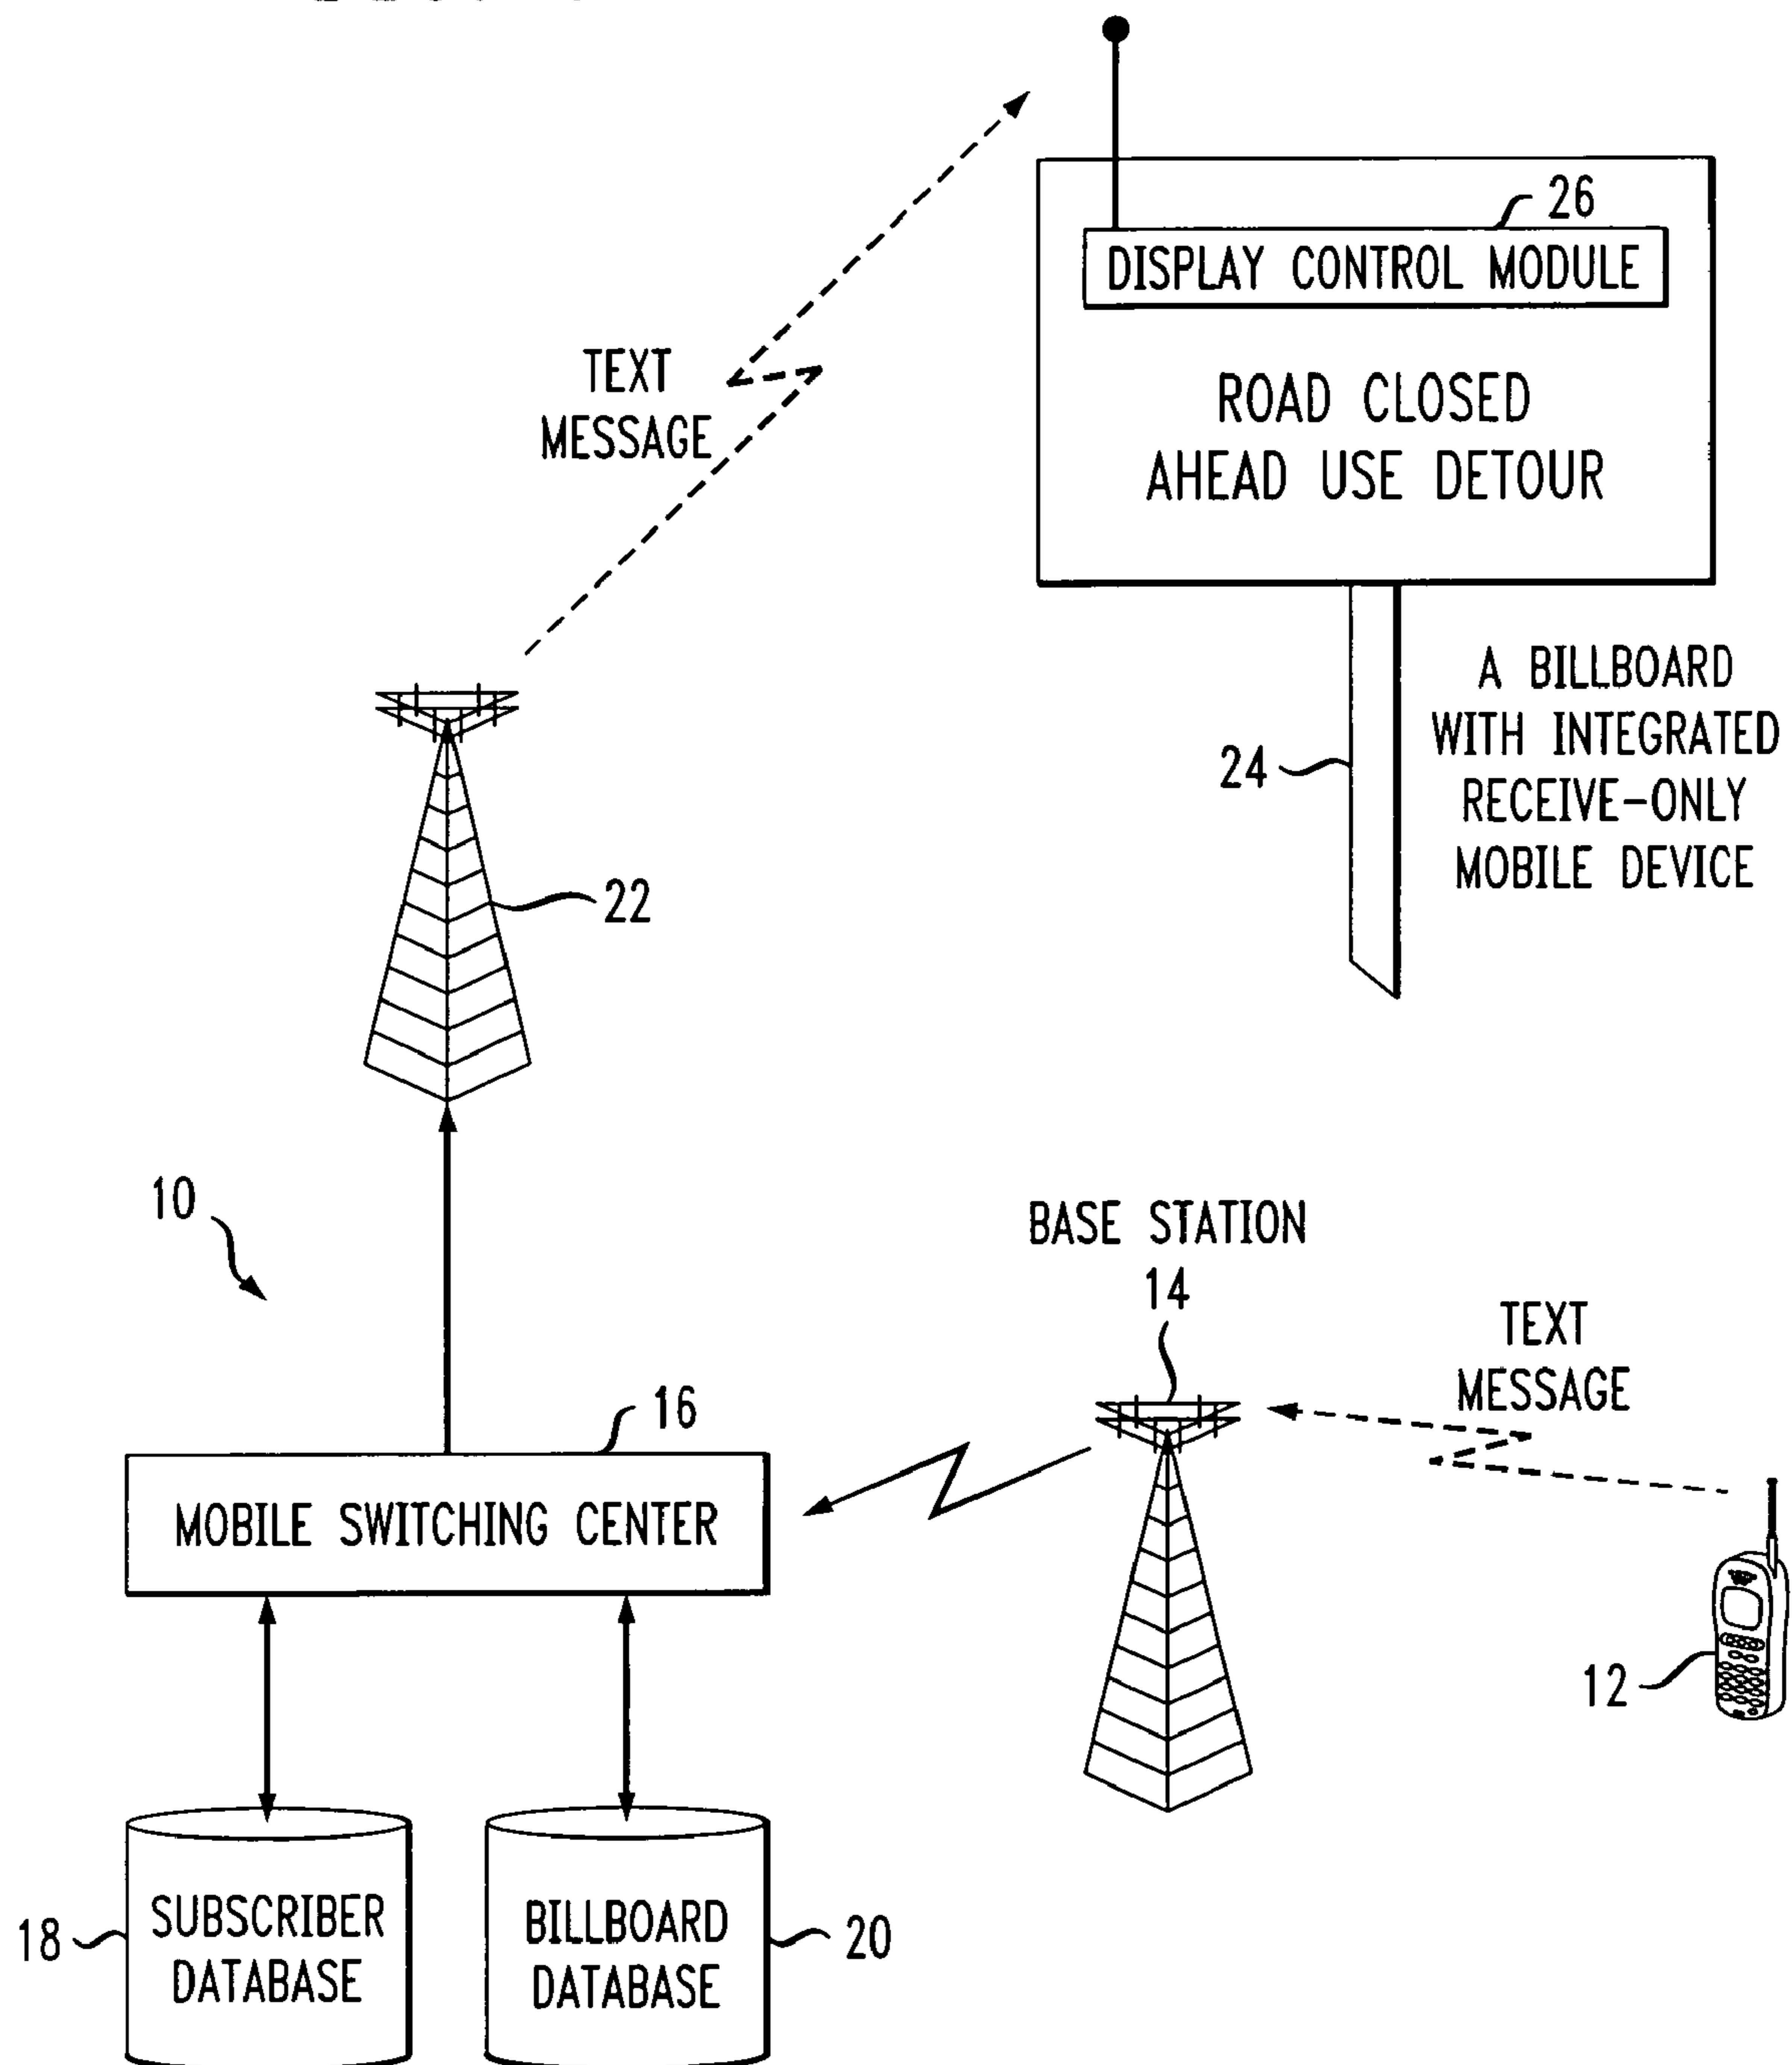 26
DISPLAY CONTROL MODULE
ROAD CLOSED
AHEAD USE DETOUR
TEXT
MESSAGE
A BILLBOARD
WITH INTEGRATED
RECEIVE-ONLY
MOBILE DEVICE
24
22
10
BASE STATION
14
TEXT
MESSAGE
16
MOBILE SWITCHING CENTER
12
18
SUBSCRIBER
DATABASE
BILLBOARD
DATABASE
20